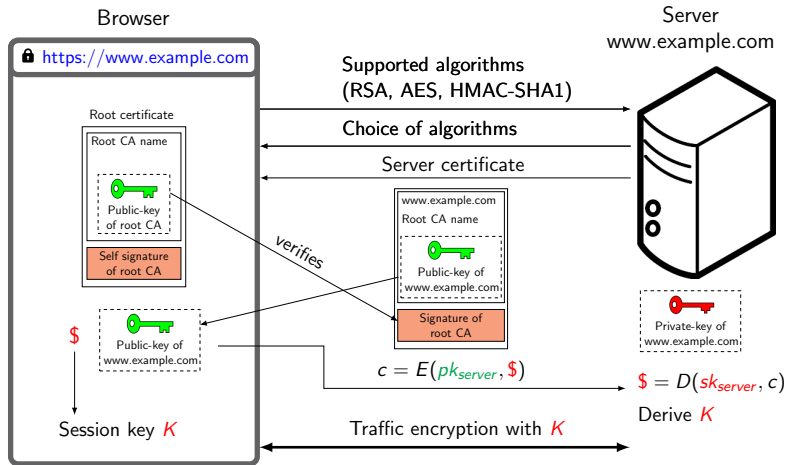 Browser
Server
www.example.com
https://www.example.com
Supported algorithms
(RSA, AES, HMAC-SHA1)
Choice of algorithms
Server certificate
Root certificate
Root CA name
Public-key
of root CA
Self signature
of root CA
verifies
www.example.com
Root CA name
Public-key of
www.example.com
Signature of
root CA
Public-key of
www.example.com
Private-key of
www.example.com
$
c = E(pk_server, $)
$ = D(sk_server, c)
Derive K
Session key K
Traffic encryption with K